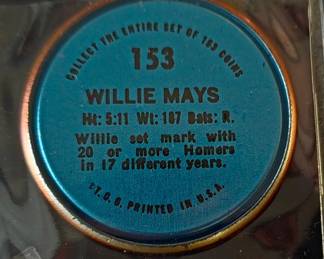 COLLECT THE ENTIRE SET OF 153 COINS
153
WILLIE MAYS
Ht: 5:11 Wt: 187 Bats: R.
Willie set mark with
20 or more Homers
in 17 different years.
©T.C.G. PRINTED IN U.S.A.